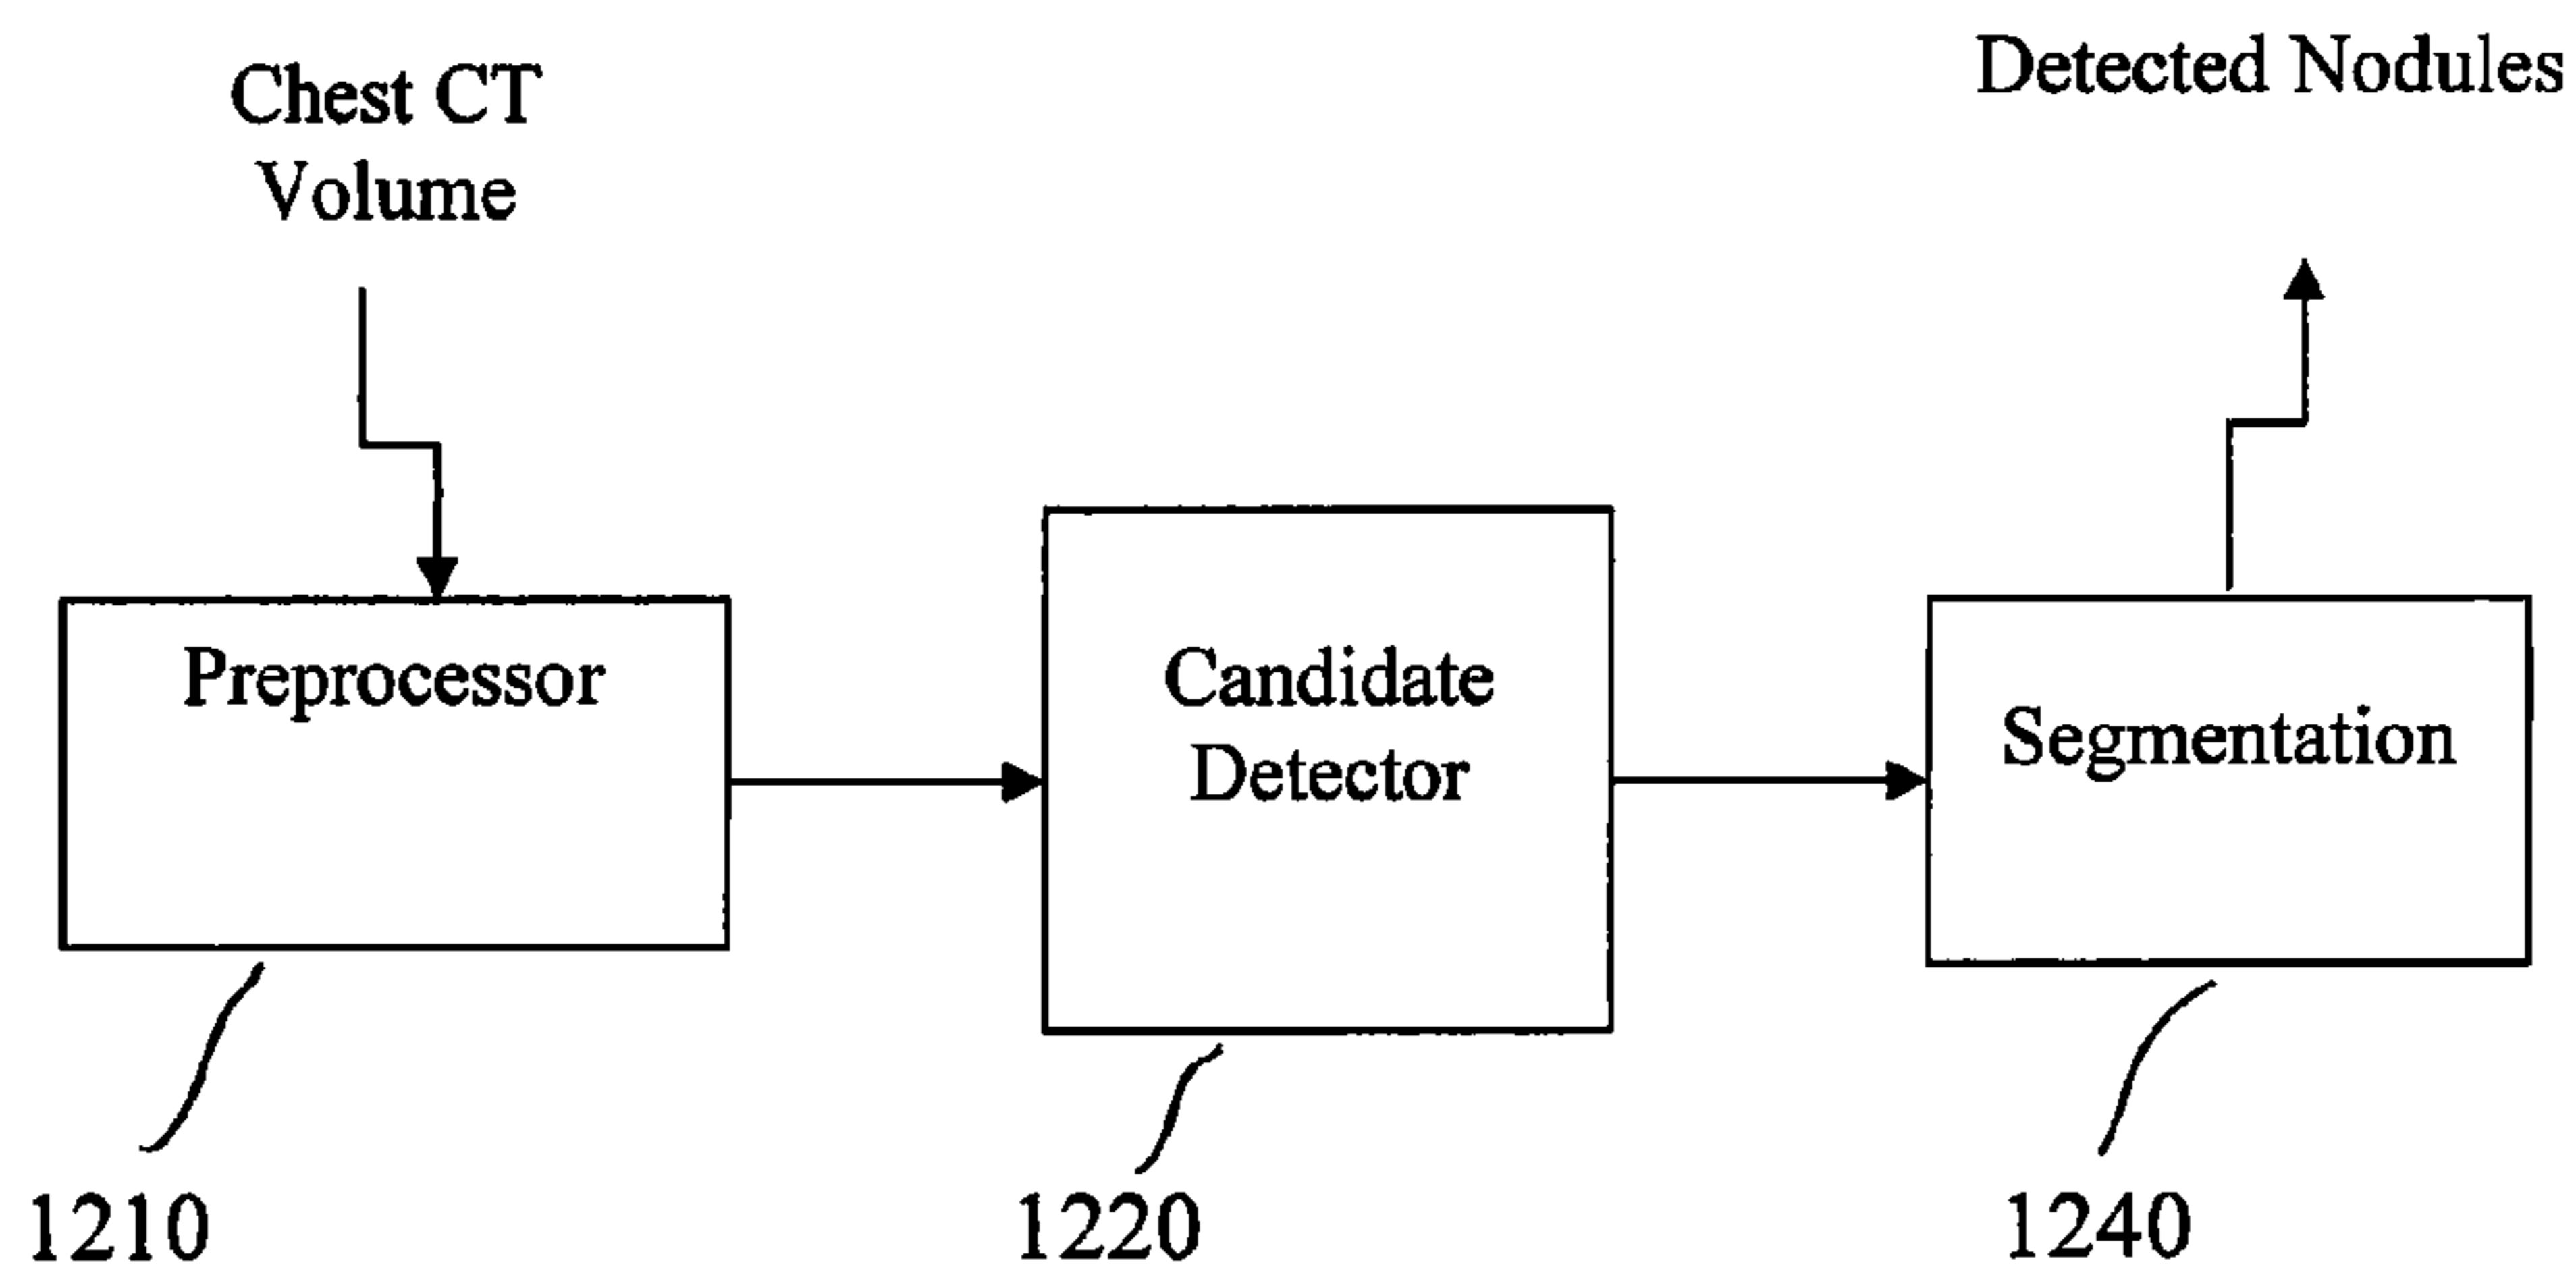 Chest CT
Volume
Detected Nodules
Preprocessor
Candidate
Detector
Segmentation
1210
1220
1240